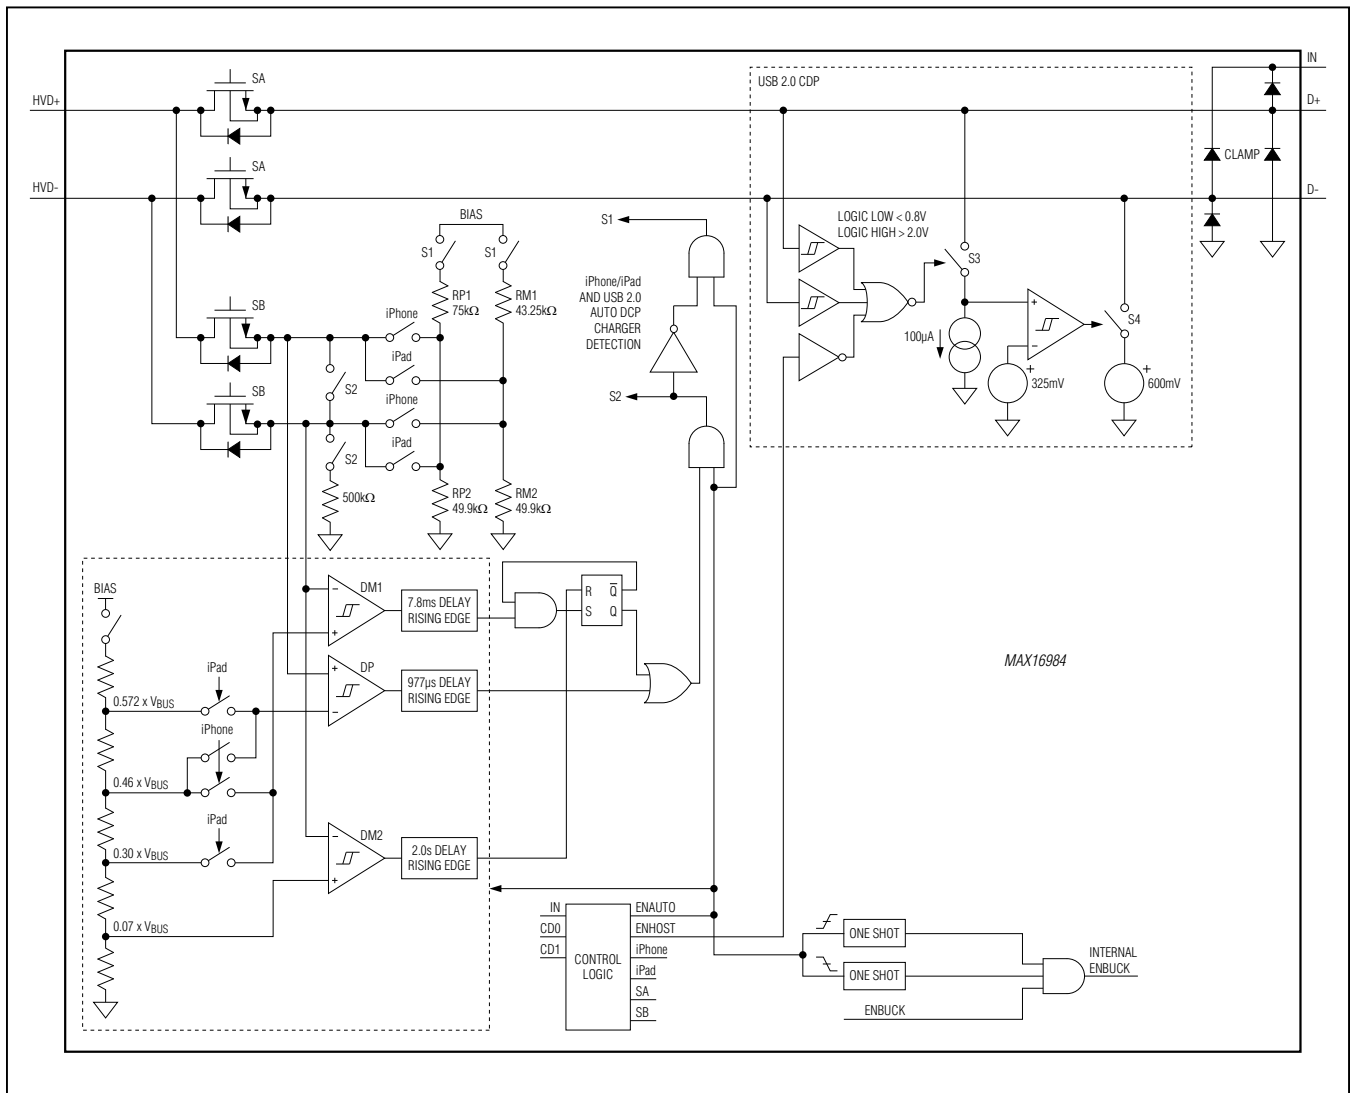 IN
USB 2.0 CDP
SA
HVD+
D+
CLAMP
SA
HVD-
D-
S1
BIAS
LOGIC LOW < 0.8V
LOGIC HIGH > 2.0V
S1
S1
S3
iPhone/iPad
AND USB 2.0
AUTO DCP
CHARGER
DETECTION
RP1
75kΩ
RM1
43.25kΩ
SB
iPhone
+
−
100µA
S4
iPad
S2
SB
iPhone
S2
+
325mV
+
600mV
iPad
S2
500kΩ
RP2
49.9kΩ
RM2
49.9kΩ
BIAS
DM1
−
+
7.8ms DELAY
RISING EDGE
R
Q
S
Q
MAX16984
iPad
DP
+
−
977µs DELAY
RISING EDGE
0.572 x VBUS
iPhone
0.46 x VBUS
iPad
DM2
−
+
2.0s DELAY
RISING EDGE
0.30 x VBUS
0.07 x VBUS
IN
CD0
CD1
CONTROL
LOGIC
ENAUTO
ENHOST
iPhone
iPad
SA
SB
ONE SHOT
ONE SHOT
ENBUCK
INTERNAL
ENBUCK